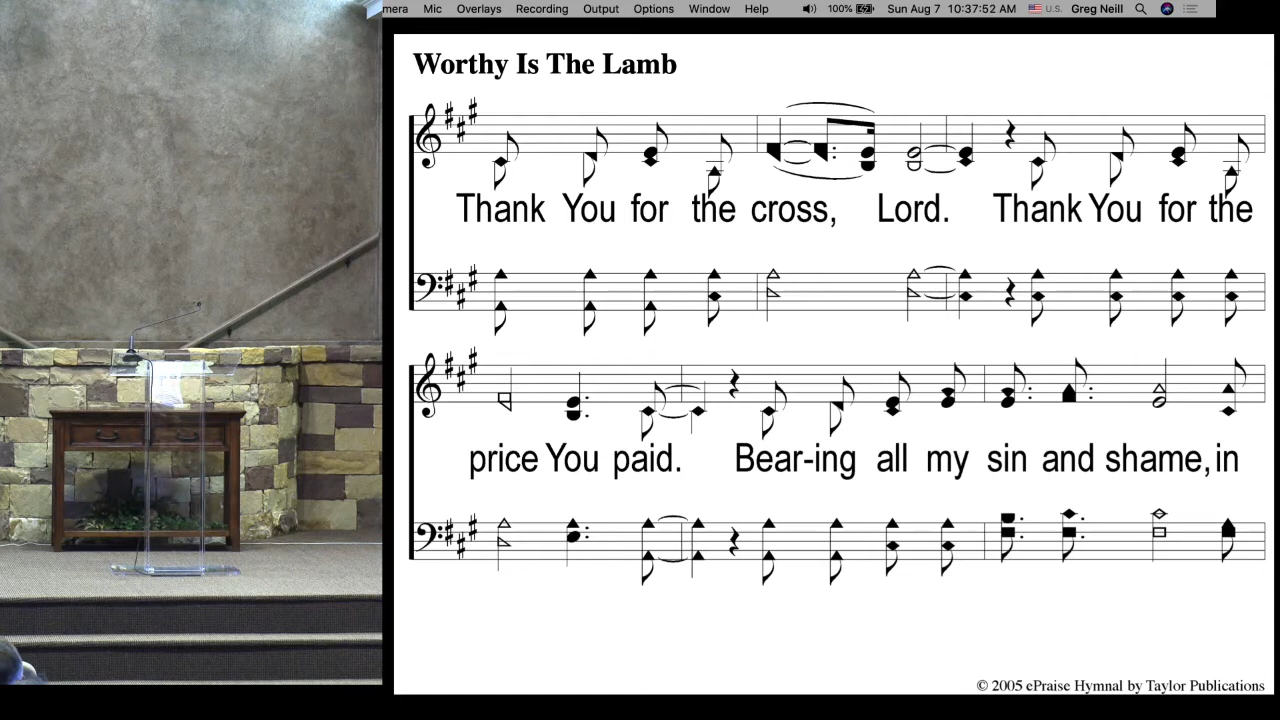 mera Mic Overlays Recording Output Options Window Help 100% Sun Aug 7 10:37:52 AM U.S. Greg Neill
Worthy Is The Lamb
Thank You for the cross, Lord. Thank You for the
price You paid. Bear-ing all my sin and shame, in
© 2005 ePraise Hymnal by Taylor Publications